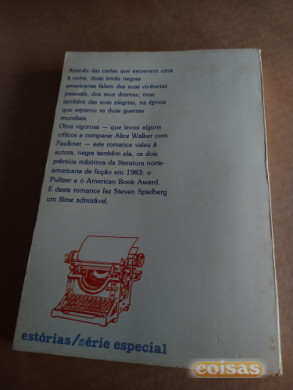 Através das cartas que escrevem uma
à outra, duas irmãs negras
americanas falam das suas vivências
pessoais, dos seus dramas, mas
também das suas alegrias, na época
que separou as duas guerras
mundiais.
Obra vigorosa — que levou alguns
críticos a comparar Alice Walker com
Faulkner — este romance valeu à
autora, negra também ela, os dois
prémios máximos da literatura norte-
americana de ficção em 1983: o
Pulitzer e o American Book Award.
E deste romance fez Steven Spielberg
um filme admirável.
estórias/série especial
coisas